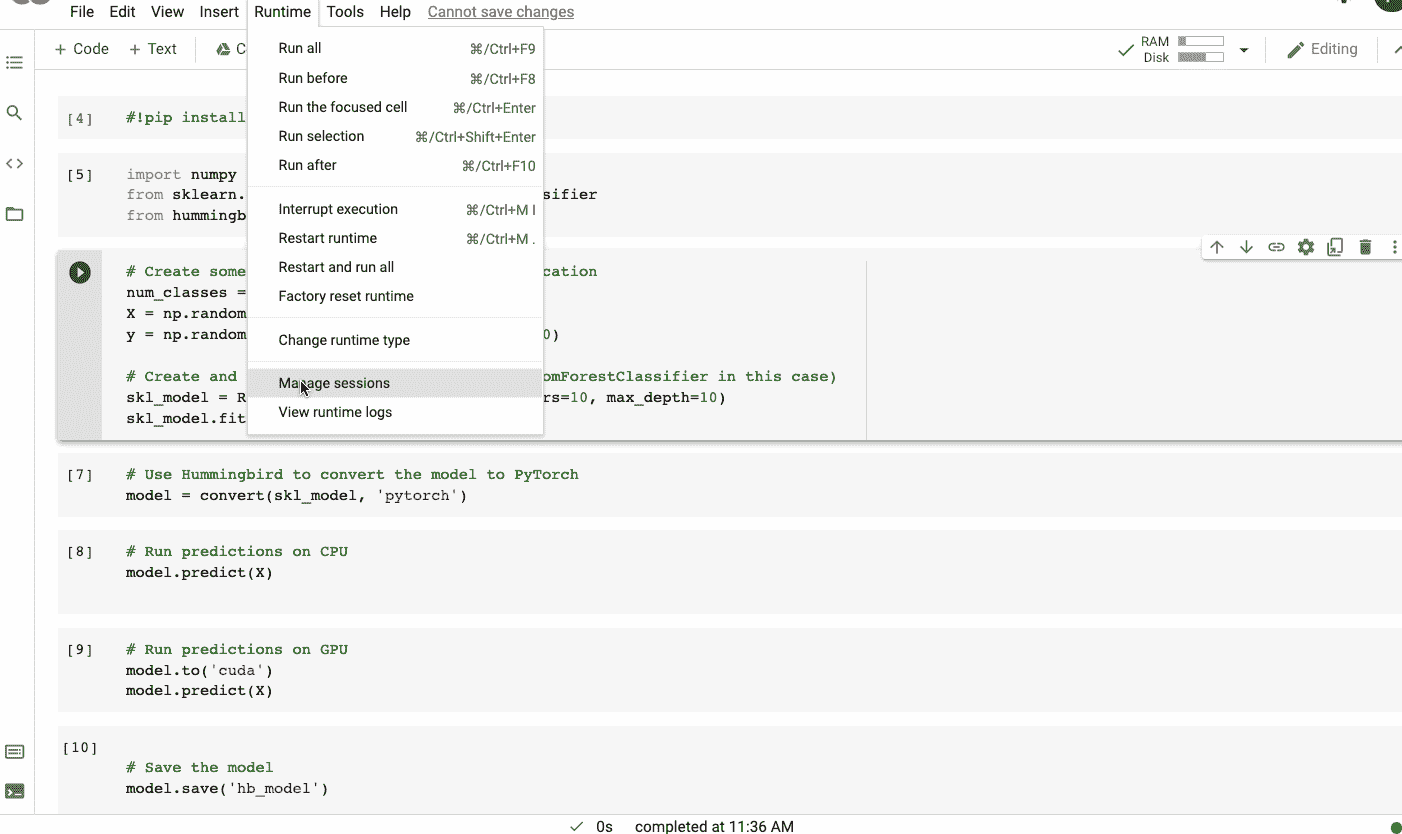 File Edit View Insert Runtime Tools Help Cannot save changes
+ Code + Text C
RAM
Disk
Editing
Run all ⌘/Ctrl+F9
Run before ⌘/Ctrl+F8
Run the focused cell ⌘/Ctrl+Enter
Run selection ⌘/Ctrl+Shift+Enter
Run after ⌘/Ctrl+F10
Interrupt execution ⌘/Ctrl+M I
Restart runtime ⌘/Ctrl+M .
Restart and run all
Factory reset runtime
Change runtime type
Manage sessions
View runtime logs
[4] #!pip install
[5] import numpy
from sklearn. sifier
from hummingb
# Create some cation
num_classes =
X = np.random
y = np.random 0)
# Create and omForestClassifier in this case)
skl_model = R rs=10, max_depth=10)
skl_model.fit
[7] # Use Hummingbird to convert the model to PyTorch
model = convert(skl_model, 'pytorch')
[8] # Run predictions on CPU
model.predict(X)
[9] # Run predictions on GPU
model.to('cuda')
model.predict(X)
[10]
# Save the model
model.save('hb_model')
0s completed at 11:36 AM